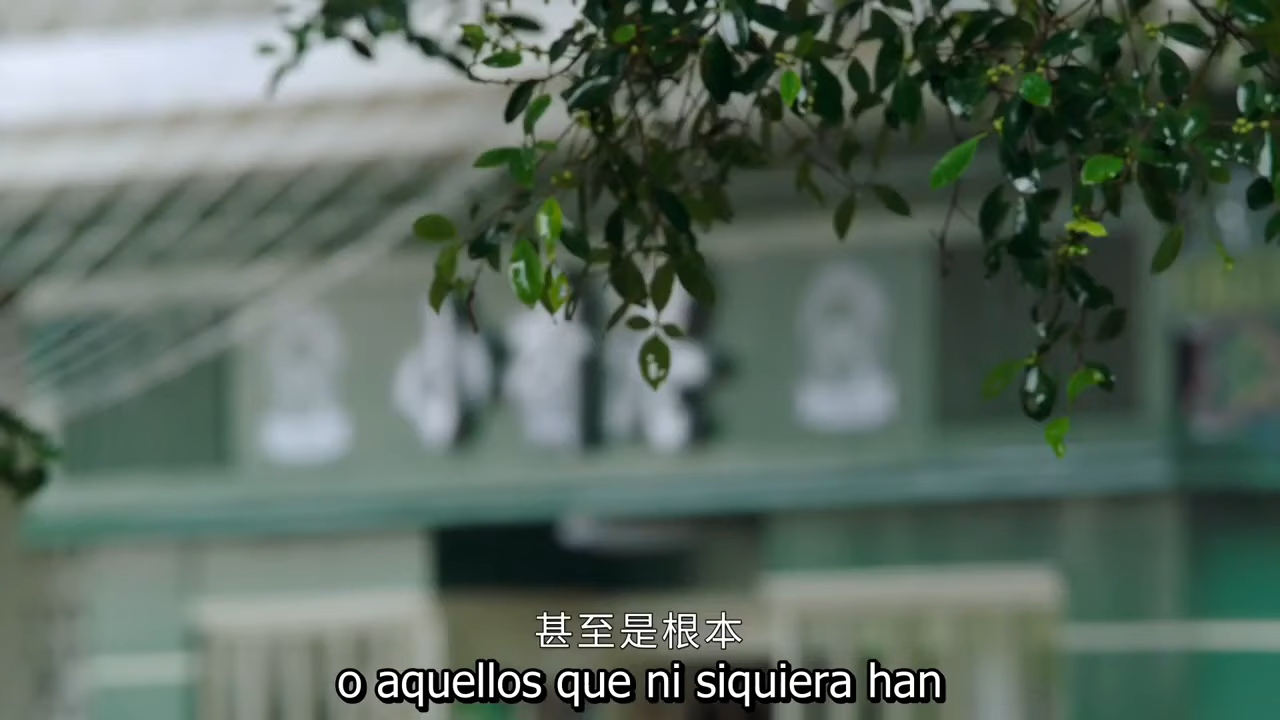 甚至是根本
o aquellos que ni siquiera han